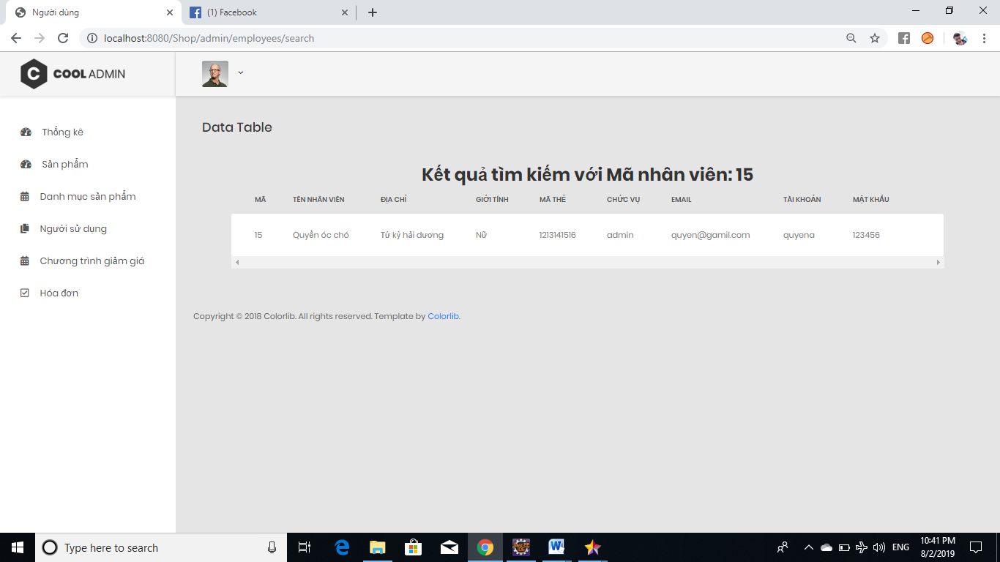 Người dùng
(1) Facebook
localhost:8080/Shop/admin/employees/search
C COOL ADMIN
Thống kê
Sản phẩm
Danh mục sản phẩm
Người sử dụng
Chương trình giảm giá
Hóa đơn
Data Table
Kết quả tìm kiếm với Mã nhân viên: 15
MÃ TÊN NHÂN VIÊN ĐỊA CHỈ GIỚI TÍNH MÃ THẺ CHỨC VỤ EMAIL TÀI KHOẢN MẬT KHẨU
15 Quyền óc chó Tứ kỳ hải dương Nữ 1213141516 admin quyen@gamil.com quyena 123456
Copyright © 2018 Colorlib. All rights reserved. Template by Colorlib.
Type here to search
ENG
10:41 PM
8/2/2019